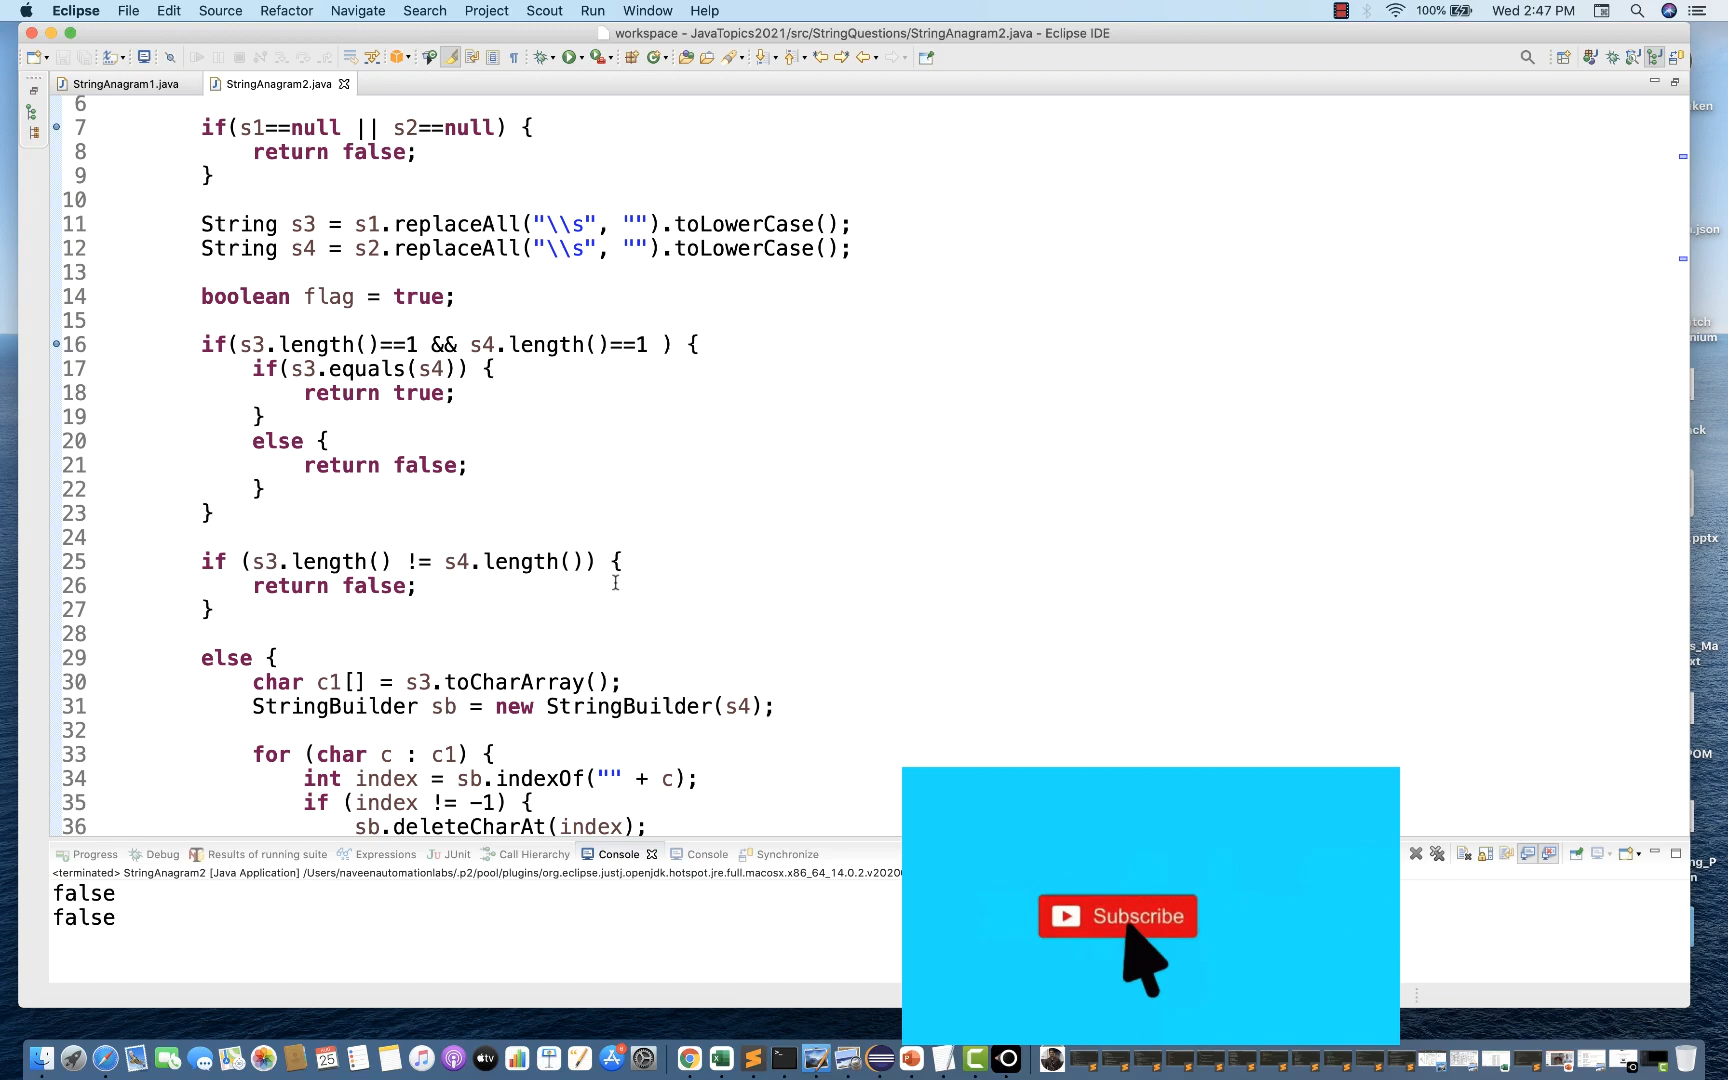 Eclipse File Edit Source Refactor Navigate Search Project Scout Run Window Help 100% Wed 2:47 PM
workspace - JavaTopics2021/src/StringQuestions/StringAnagram2.java - Eclipse IDE
StringAnagram1.java StringAnagram2.java
6
7 if(s1==null || s2==null) {
8 return false;
9 }
10
11 String s3 = s1.replaceAll("\\s", "").toLowerCase();
12 String s4 = s2.replaceAll("\\s", "").toLowerCase();
13
14 boolean flag = true;
15
16 if(s3.length()==1 && s4.length()==1 ) {
17 if(s3.equals(s4)) {
18 return true;
19 }
20 else {
21 return false;
22 }
23 }
24
25 if (s3.length() != s4.length()) {
26 return false;
27 }
28
29 else {
30 char c1[] = s3.toCharArray();
31 StringBuilder sb = new StringBuilder(s4);
32
33 for (char c : c1) {
34 int index = sb.indexOf("" + c);
35 if (index != -1) {
36 sb.deleteCharAt(index);
Progress Debug Results of running suite Expressions JUnit Call Hierarchy Console Console Synchronize
<terminated> StringAnagram2 [Java Application] /Users/naveenautomationlabs/.p2/pool/plugins/org.eclipse.justj.openjdk.hotspot.jre.full.macosx.x86_64_14.0.2.v2020
false
false
Subscribe